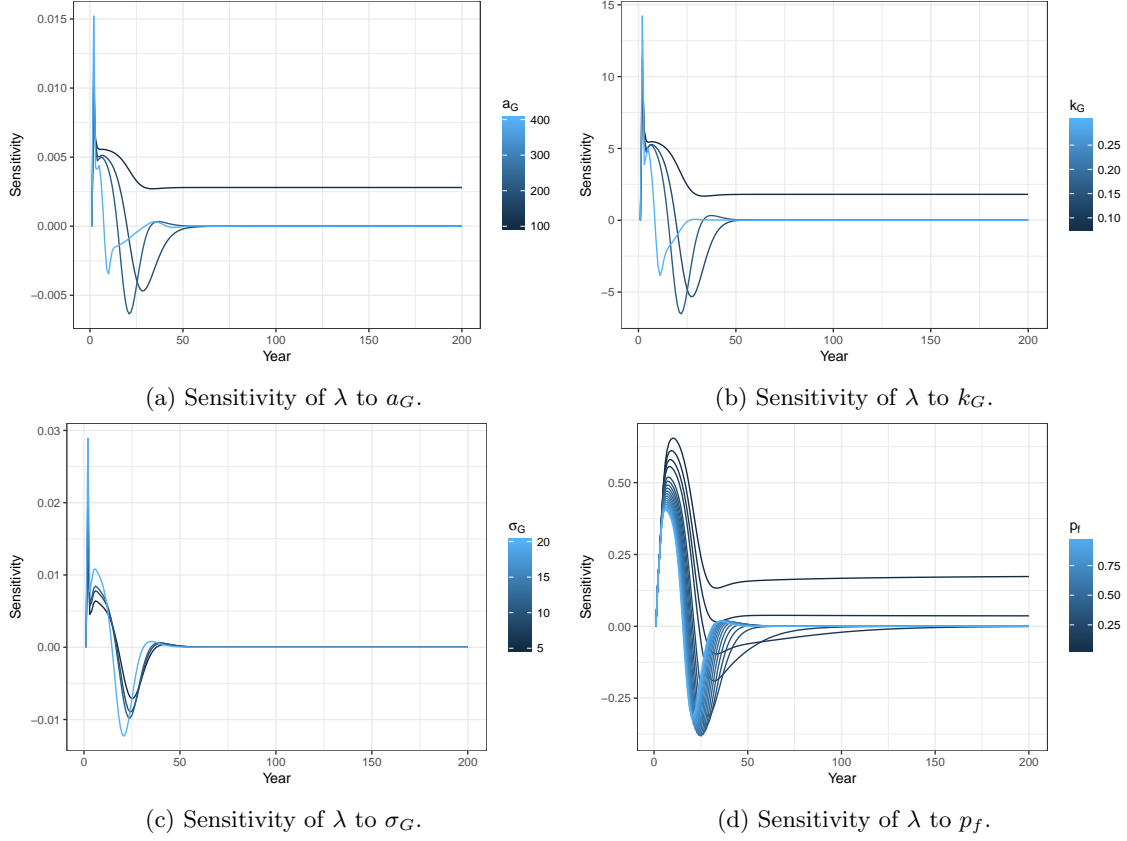 0.015
0.010
0.005
0.000
−0.005
Sensitivity
0 50 100 150 200
Year
a_G
400
300
200
100
(a) Sensitivity of λ to a_G.
15
10
5
0
−5
Sensitivity
0 50 100 150 200
Year
k_G
0.25
0.20
0.15
0.10
(b) Sensitivity of λ to k_G.
0.03
0.02
0.01
0.00
−0.01
Sensitivity
0 50 100 150 200
Year
σ_G
20
15
10
5
(c) Sensitivity of λ to σ_G.
0.50
0.25
0.00
−0.25
Sensitivity
0 50 100 150 200
Year
p_f
0.75
0.50
0.25
(d) Sensitivity of λ to p_f.